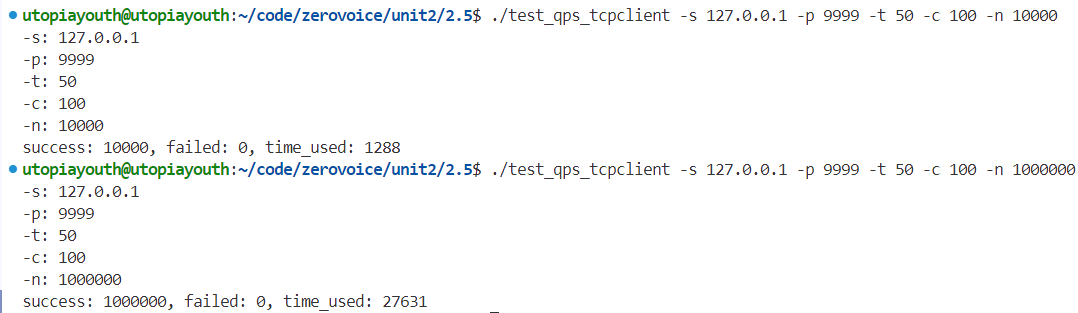 utopiayouth@utopiayouth:~/code/zerovoice/unit2/2.5$ ./test_qps_tcpclient -s 127.0.0.1 -p 9999 -t 50 -c 100 -n 10000
-s: 127.0.0.1
-p: 9999
-t: 50
-c: 100
-n: 10000
success: 10000, failed: 0, time_used: 1288
utopiayouth@utopiayouth:~/code/zerovoice/unit2/2.5$ ./test_qps_tcpclient -s 127.0.0.1 -p 9999 -t 50 -c 100 -n 1000000
-s: 127.0.0.1
-p: 9999
-t: 50
-c: 100
-n: 1000000
success: 1000000, failed: 0, time_used: 27631